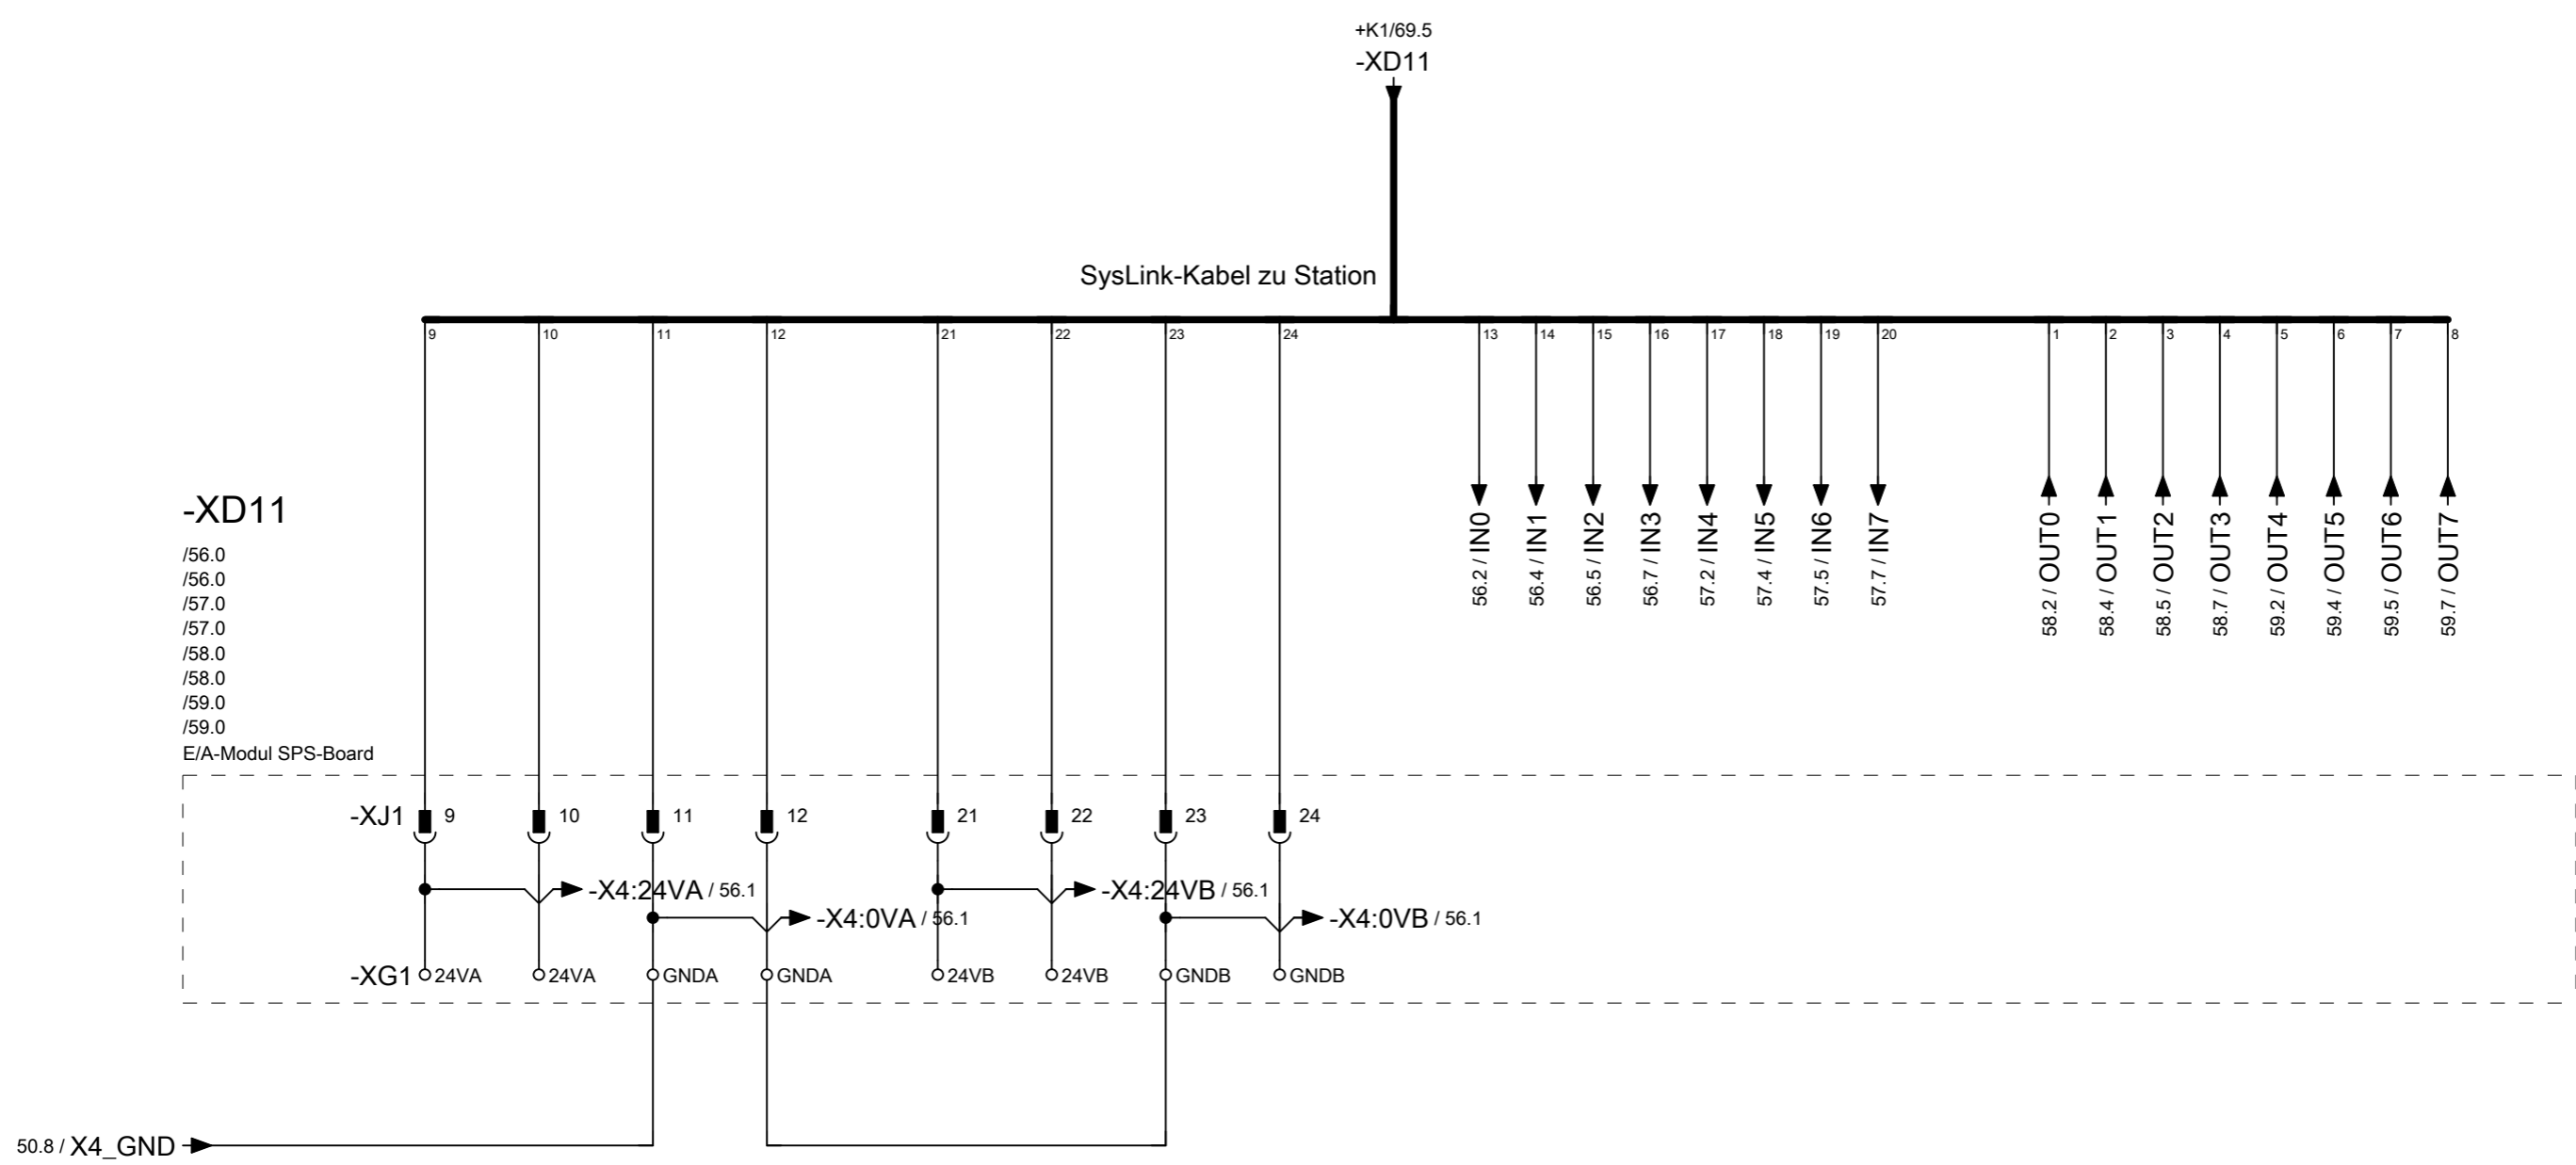 +K1/69.5
-XD11
SysLink-Kabel zu Station
9 10 11 12 21 22 23 24 13 14 15 16 17 18 19 20 1 2 3 4 5 6 7 8
56.2 / IN0
56.4 / IN1
56.5 / IN2
56.7 / IN3
57.2 / IN4
57.4 / IN5
57.5 / IN6
57.7 / IN7
58.2 / OUT0
58.4 / OUT1
58.5 / OUT2
58.7 / OUT3
59.2 / OUT4
59.4 / OUT5
59.5 / OUT6
59.7 / OUT7
-XD11
/56.0
/56.0
/57.0
/57.0
/58.0
/58.0
/59.0
/59.0
E/A-Modul SPS-Board
-XJ1 9 10 11 12 21 22 23 24
-X4:24VA / 56.1 -X4:24VB / 56.1
-X4:0VA / 56.1 -X4:0VB / 56.1
-XG1 24VA 24VA GNDA GNDA 24VB 24VB GNDB GNDB
50.8 / X4_GND